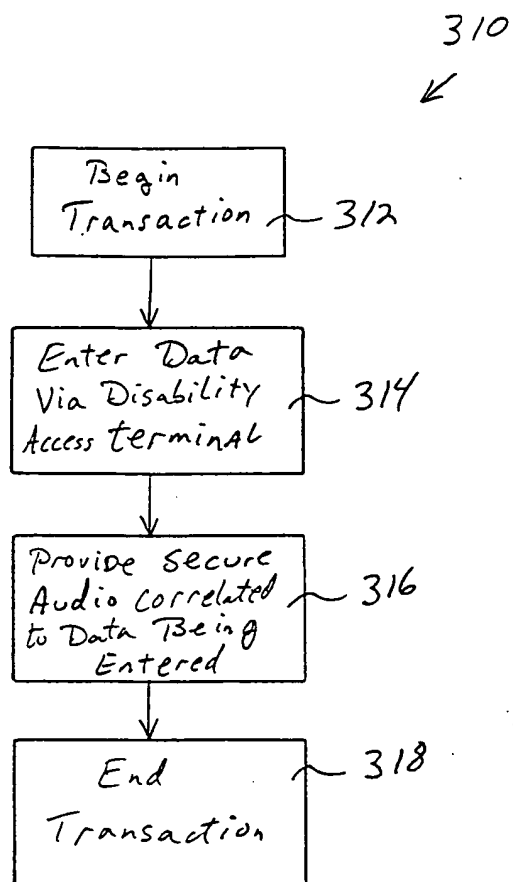 310
Begin
Transaction
312
Enter Data
Via Disability
Access terminal
314
Provide Secure
Audio correlated
to Data Being
Entered
316
End
Transaction
318